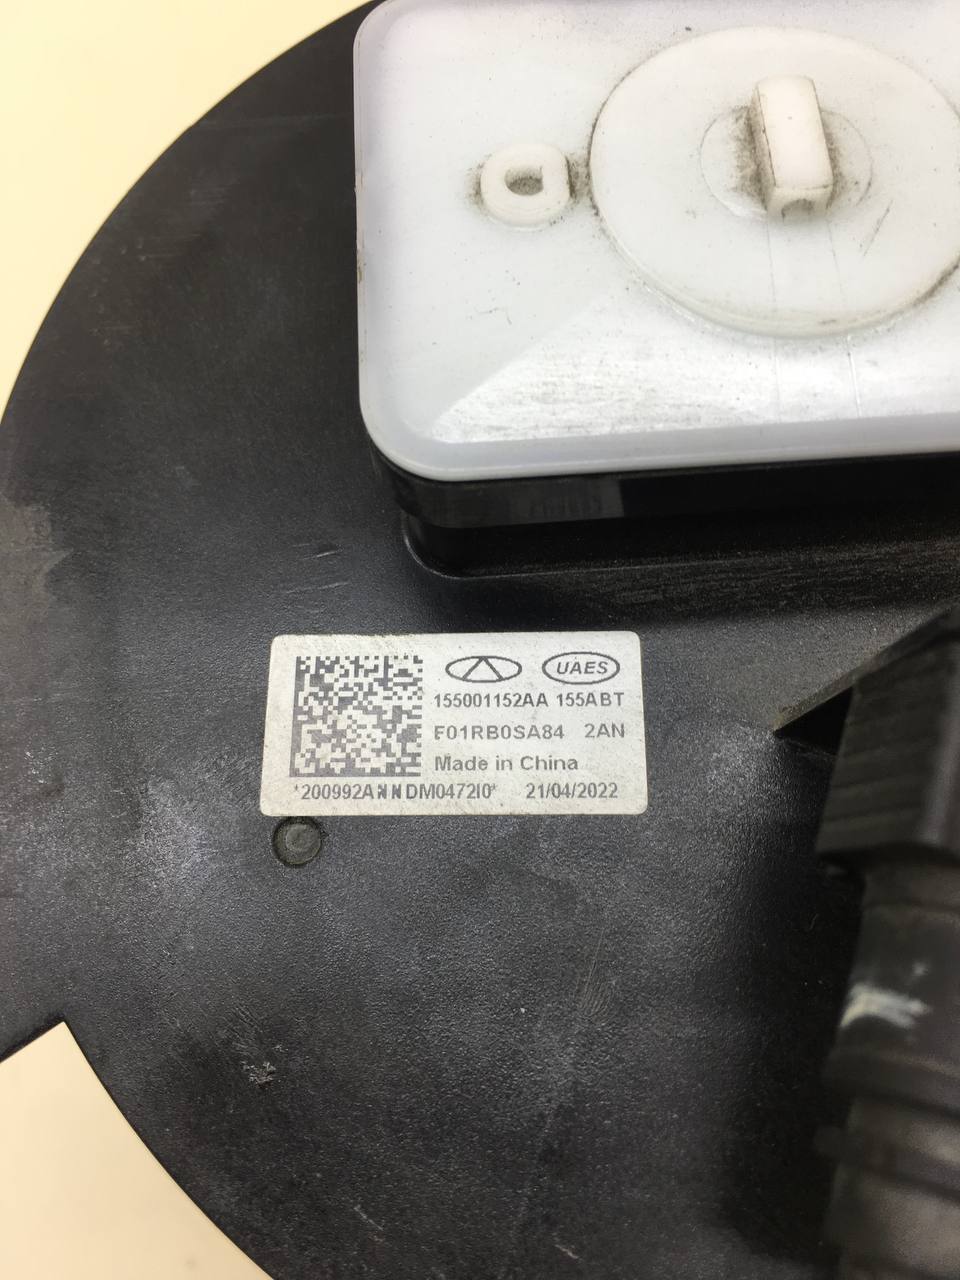 UAES
155001152AA 155ABT
F01RB0SA84 2AN
Made in China
21/04/2022